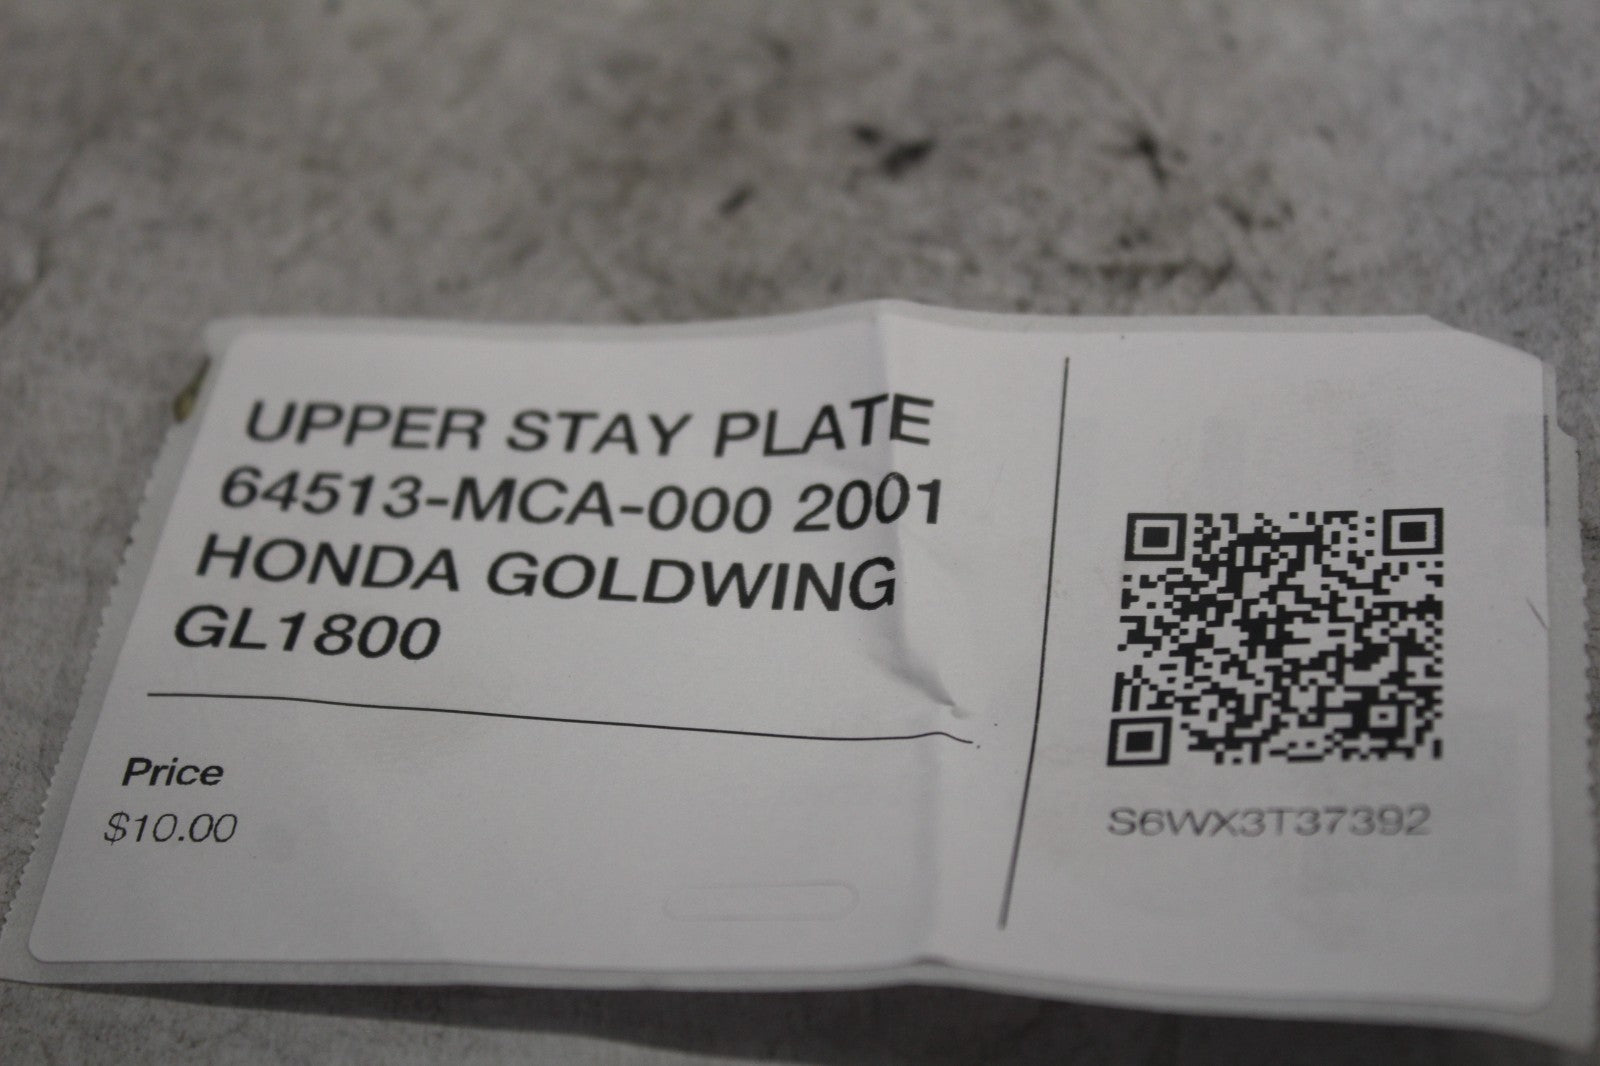 UPPER STAY PLATE
64513-MCA-000 2001
HONDA GOLDWING
GL1800
Price
$10.00
S6WX3T37392